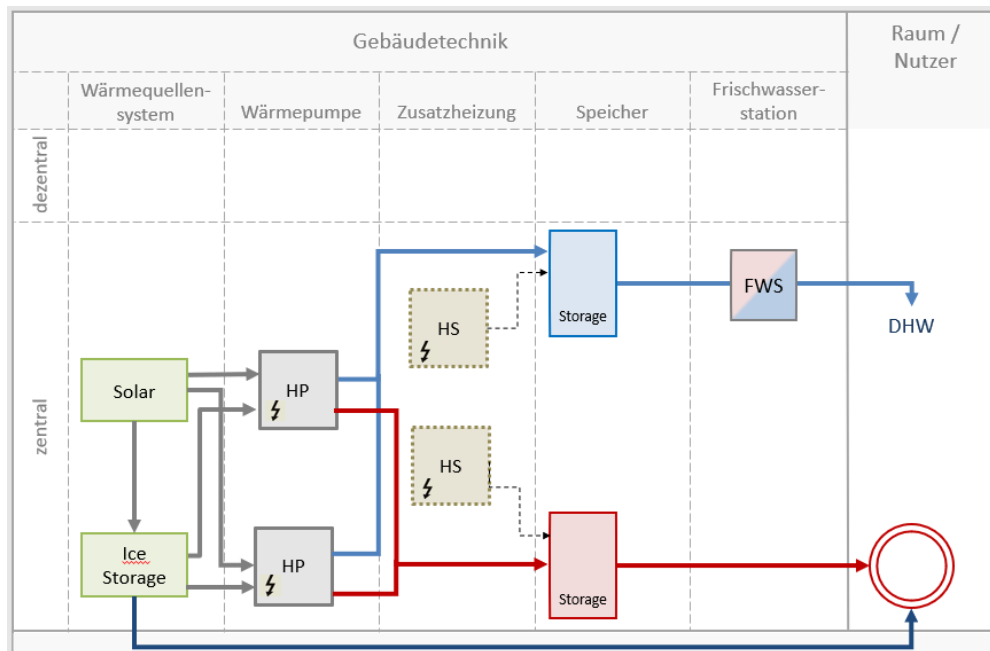 Gebäudetechnik
Raum /
Nutzer
Wärmequellen-
system
Wärmepumpe
Zusatzheizung
Speicher
Frischwasser-
station
dezentral
zentral
Storage
FWS
DHW
HS
Solar
HP
HS
Ice
Storage
HP
Storage